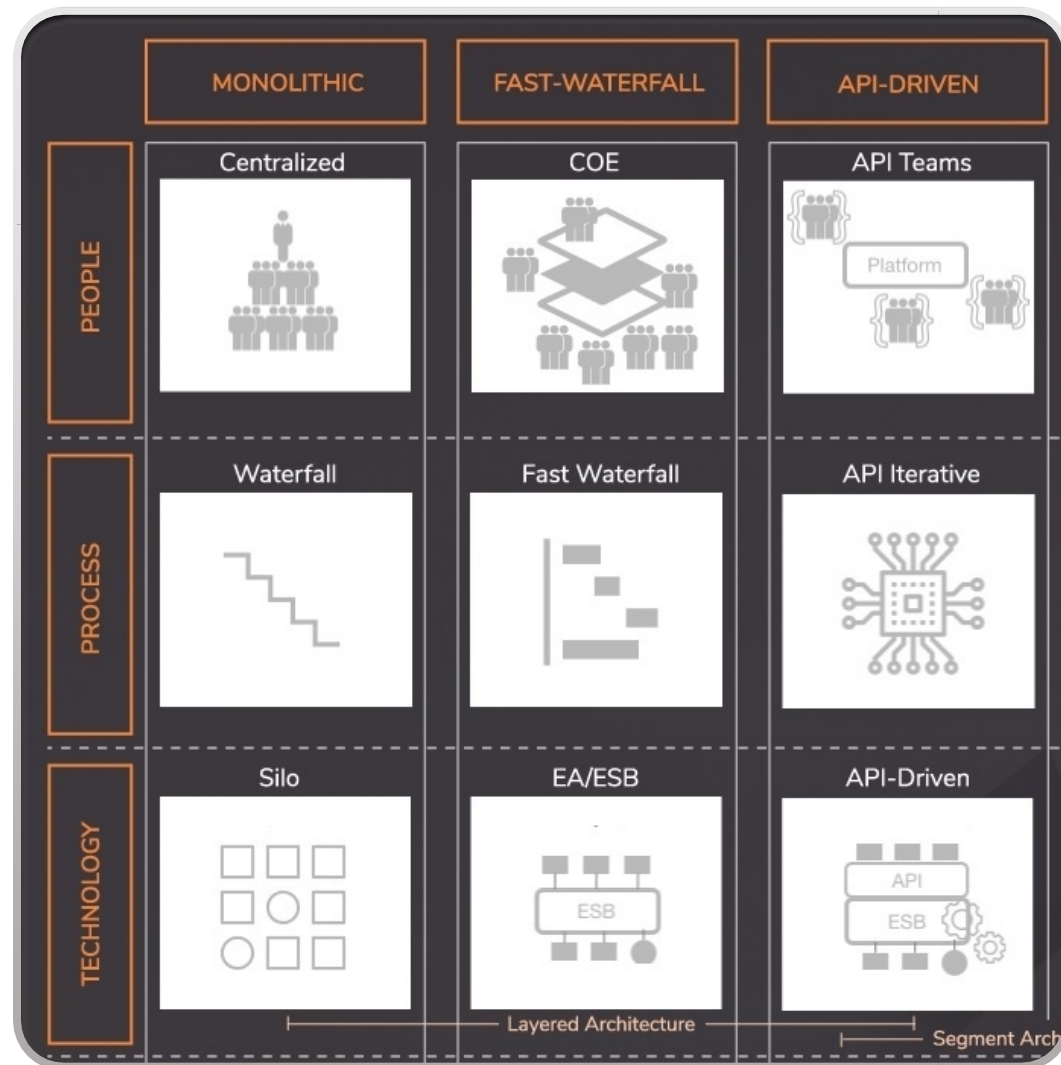 MONOLITHIC
FAST-WATERFALL
API-DRIVEN
PEOPLE
Centralized
COE
API Teams
Platform
PROCESS
Waterfall
Fast Waterfall
API Iterative
TECHNOLOGY
Silo
EA/ESB
API-Driven
ESB
API
ESB
Layered Architecture
Segment Arch